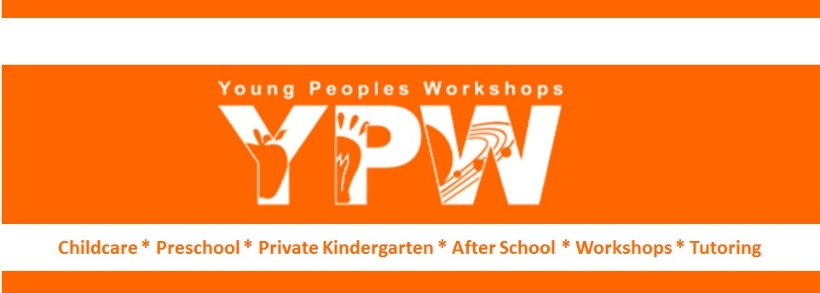 Young Peoples Workshops
YPW
Childcare * Preschool * Private Kindergarten * After School * Workshops * Tutoring